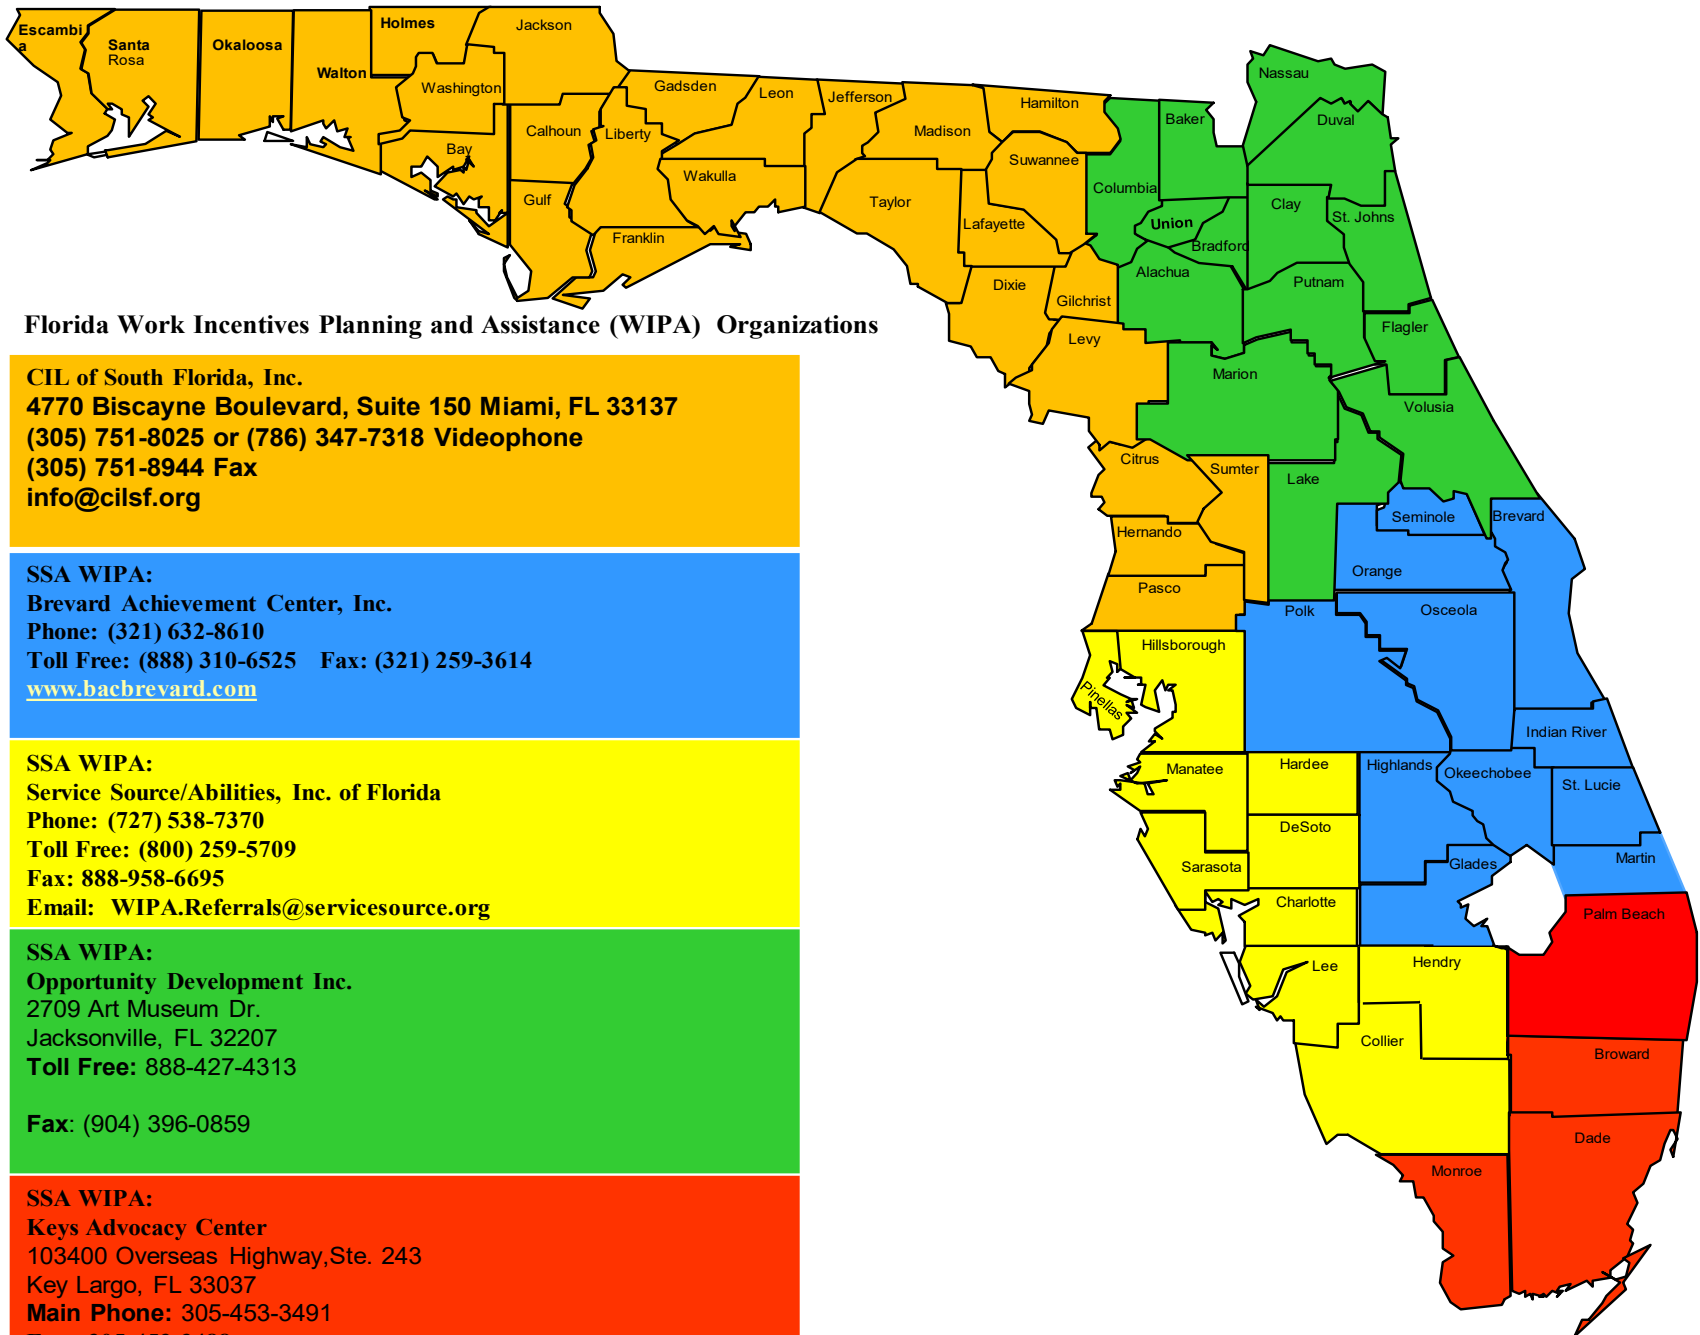 Escambi
a
Santa
Rosa
Okaloosa
Walton
Holmes
Jackson
Washington
Bay
Calhoun
Gulf
Liberty
Gadsden
Leon
Wakulla
Franklin
Jefferson
Madison
Taylor
Hamilton
Suwannee
Lafayette
Dixie
Gilchrist
Levy
Columbia
Baker
Nassau
Duval
Union
Bradford
Clay
St. Johns
Alachua
Putnam
Flagler
Marion
Volusia
Citrus
Sumter
Lake
Hernando
Pasco
Seminole
Brevard
Orange
Polk
Osceola
Hillsborough
Pinellas
Indian River
Manatee
Hardee
Highlands
Okeechobee
St. Lucie
DeSoto
Sarasota
Glades
Martin
Charlotte
Palm Beach
Lee
Hendry
Collier
Broward
Dade
Monroe
Florida Work Incentives Planning and Assistance (WIPA) Organizations
CIL of South Florida, Inc.
4770 Biscayne Boulevard, Suite 150 Miami, FL 33137
(305) 751-8025 or (786) 347-7318 Videophone
(305) 751-8944 Fax
info@cilsf.org
SSA WIPA:
Brevard Achievement Center, Inc.
Phone: (321) 632-8610
Toll Free: (888) 310-6525 Fax: (321) 259-3614
www.bacbrevard.com
SSA WIPA:
Service Source/Abilities, Inc. of Florida
Phone: (727) 538-7370
Toll Free: (800) 259-5709
Fax: 888-958-6695
Email: WIPA.Referrals@servicesource.org
SSA WIPA:
Opportunity Development Inc.
2709 Art Museum Dr.
Jacksonville, FL 32207
Toll Free: 888-427-4313
Fax: (904) 396-0859
SSA WIPA:
Keys Advocacy Center
103400 Overseas Highway,Ste. 243
Key Largo, FL 33037
Main Phone: 305-453-3491